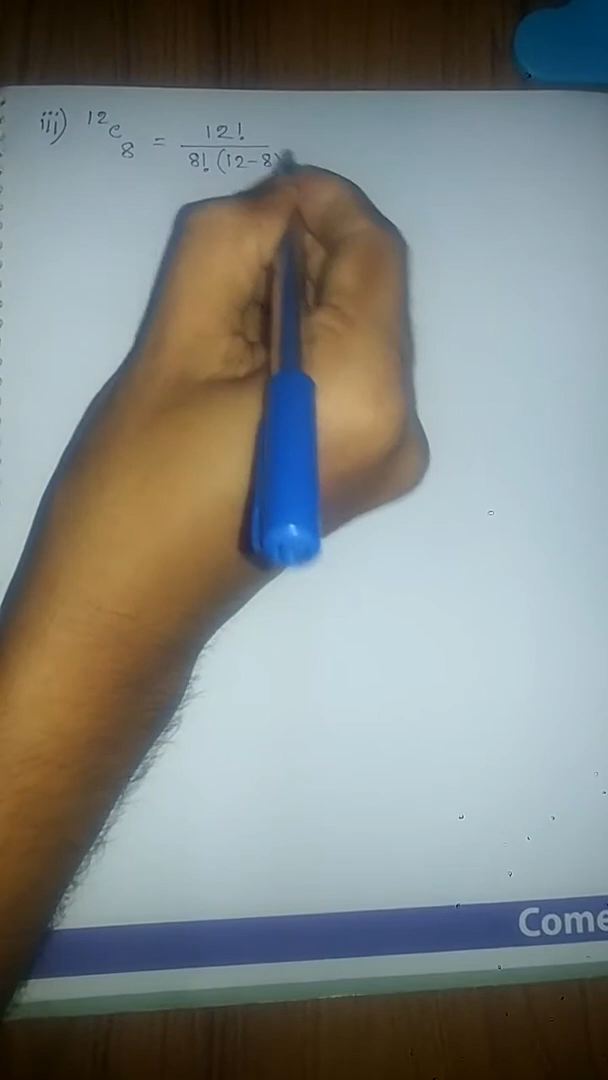 iii) ¹²C₈ = 12! / 8! (12-8)
Come